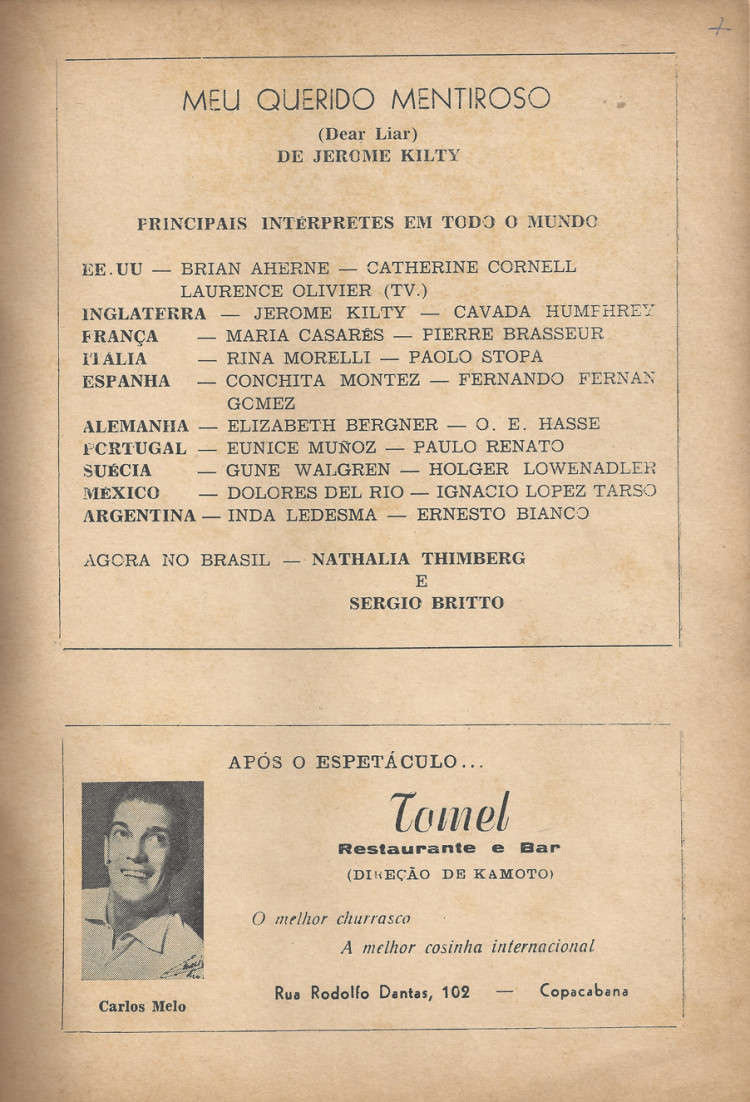 MEU QUERIDO MENTIROSO
(Dear Liar)
DE JEROME KILTY
PRINCIPAIS INTÉRPRETES EM TODO O MUNDO
EE.UU — BRIAN AHERNE — CATHERINE CORNELL
LAURENCE OLIVIER (TV.)
INGLATERRA — JEROME KILTY — CAVADA HUMPHREY
FRANÇA — MARIA CASARÊS — PIERRE BRASSEUR
ITALIA — RINA MORELLI — PAOLO STOPA
ESPANHA — CONCHITA MONTEZ — FERNANDO FERNAN
GOMEZ
ALEMANHA — ELIZABETH BERGNER — O. E. HASSE
PORTUGAL — EUNICE MUÑOZ — PAULO RENATO
SUÉCIA — GUNE WALGREN — HOLGER LOWENADLER
MÉXICO — DOLORES DEL RIO — IGNACIO LOPEZ TARSO
ARGENTINA — INDA LEDESMA — ERNESTO BIANCO
AGORA NO BRASIL — NATHALIA THIMBERG
E
SERGIO BRITTO
APÓS O ESPETÁCULO...
Tomel
Restaurante e Bar
(DIREÇÃO DE KAMOTO)
O melhor churrasco
A melhor cosinha internacional
Rua Rodolfo Dantas, 102 — Copacabana
Carlos Melo